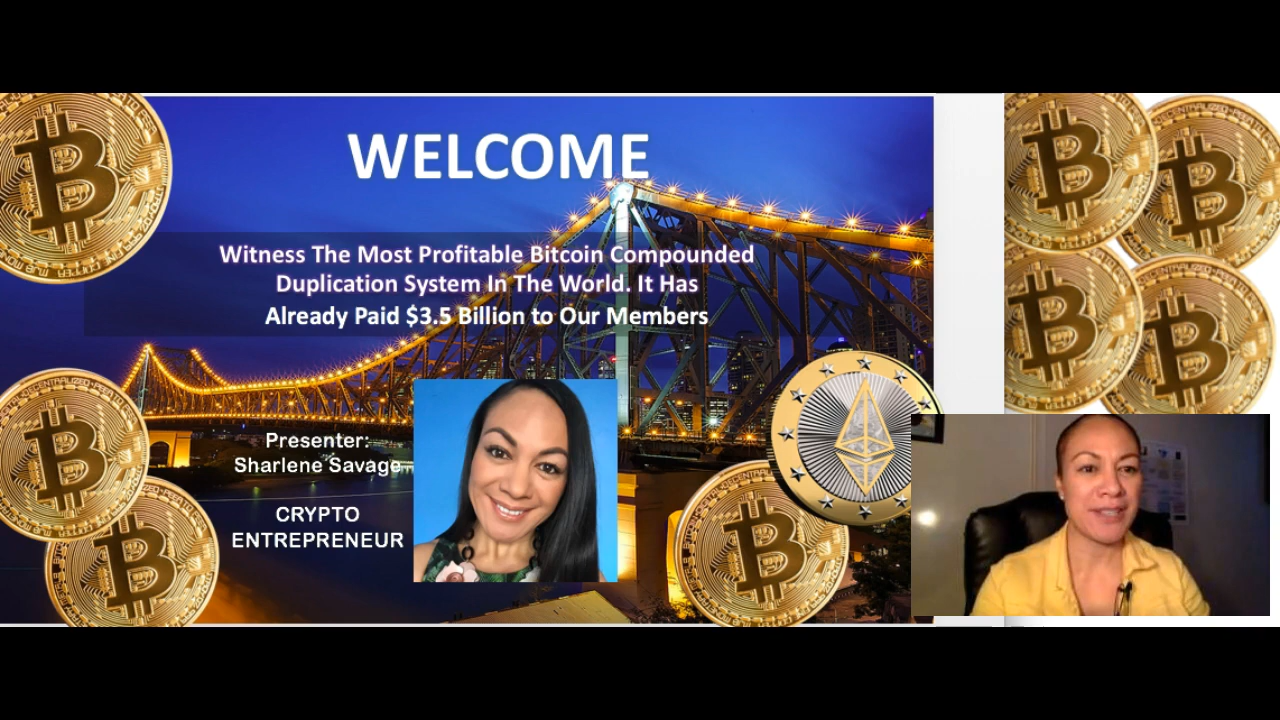 WELCOME
Witness The Most Profitable Bitcoin Compounded
Duplication System In The World. It Has
Already Paid $3.5 Billion to Our Members
Presenter:
Sharlene Savage
CRYPTO
ENTREPRENEUR